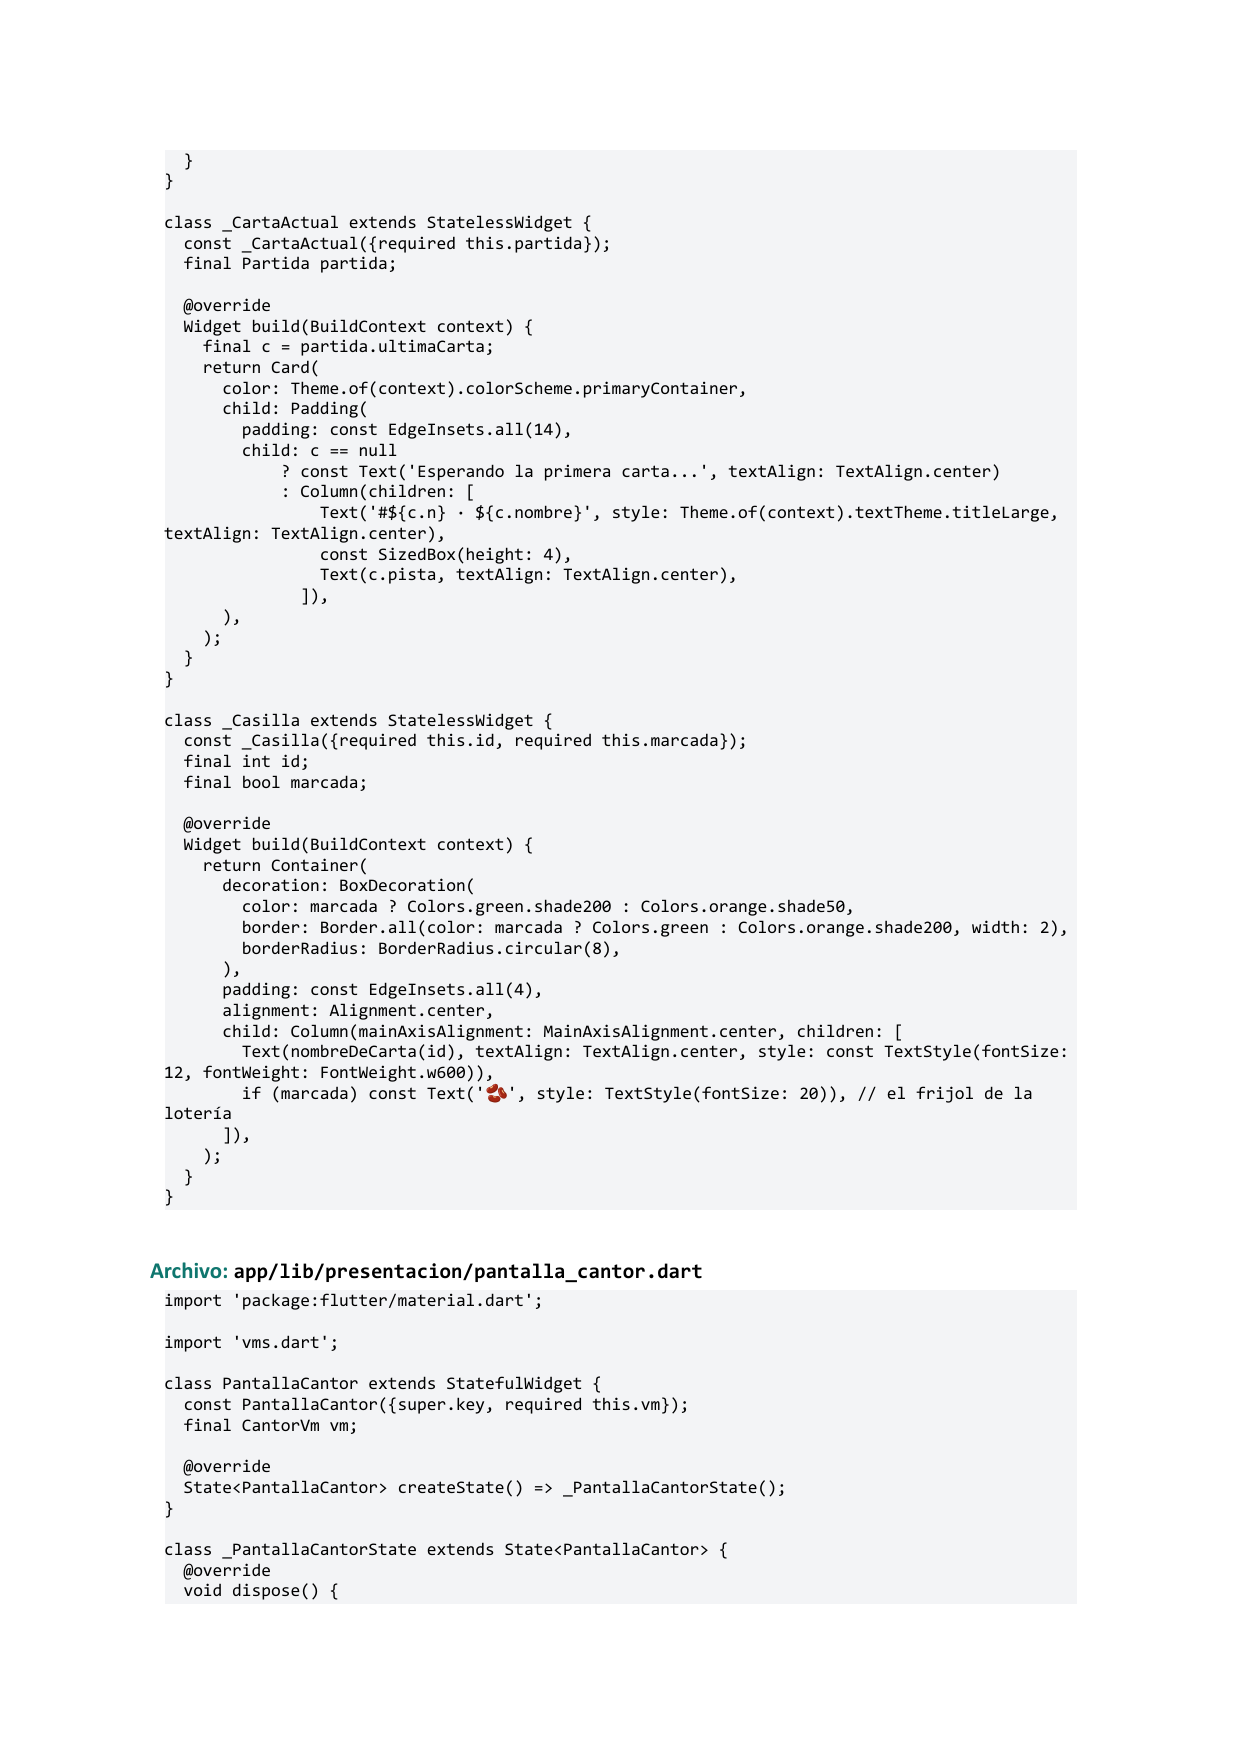 }
}

class _CartaActual extends StatelessWidget {
  const _CartaActual({required this.partida});
  final Partida partida;

  @override
  Widget build(BuildContext context) {
    final c = partida.ultimaCarta;
    return Card(
      color: Theme.of(context).colorScheme.primaryContainer,
      child: Padding(
        padding: const EdgeInsets.all(14),
        child: c == null
            ? const Text('Esperando la primera carta...', textAlign: TextAlign.center)
            : Column(children: [
                Text('#${c.n} · ${c.nombre}', style: Theme.of(context).textTheme.titleLarge,
textAlign: TextAlign.center),
                const SizedBox(height: 4),
                Text(c.pista, textAlign: TextAlign.center),
              ]),
      ),
    );
  }
}

class _Casilla extends StatelessWidget {
  const _Casilla({required this.id, required this.marcada});
  final int id;
  final bool marcada;

  @override
  Widget build(BuildContext context) {
    return Container(
      decoration: BoxDecoration(
        color: marcada ? Colors.green.shade200 : Colors.orange.shade50,
        border: Border.all(color: marcada ? Colors.green : Colors.orange.shade200, width: 2),
        borderRadius: BorderRadius.circular(8),
      ),
      padding: const EdgeInsets.all(4),
      alignment: Alignment.center,
      child: Column(mainAxisAlignment: MainAxisAlignment.center, children: [
        Text(nombreDeCarta(id), textAlign: TextAlign.center, style: const TextStyle(fontSize:
12, fontWeight: FontWeight.w600)),
        if (marcada) const Text('🫘', style: TextStyle(fontSize: 20)), // el frijol de la
lotería
      ]),
    );
  }
}

Archivo: app/lib/presentacion/pantalla_cantor.dart
import 'package:flutter/material.dart';

import 'vms.dart';

class PantallaCantor extends StatefulWidget {
  const PantallaCantor({super.key, required this.vm});
  final CantorVm vm;

  @override
  State<PantallaCantor> createState() => _PantallaCantorState();
}

class _PantallaCantorState extends State<PantallaCantor> {
  @override
  void dispose() {